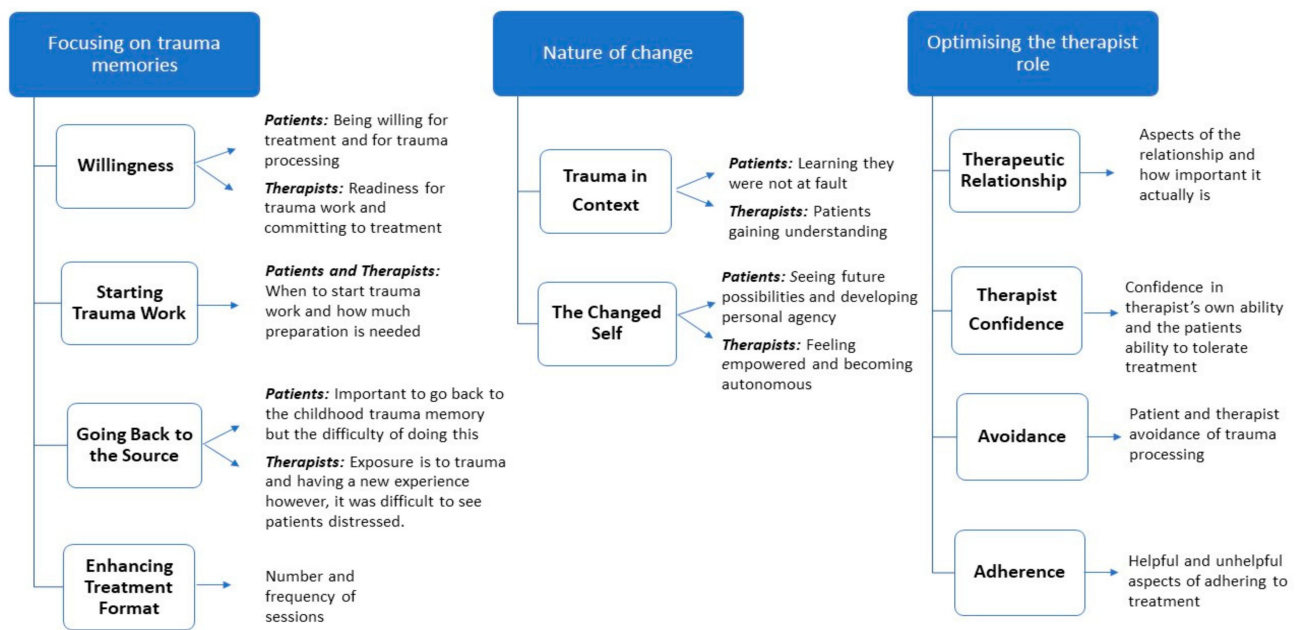 Focusing on trauma
memories
Willingness
Patients: Being willing for
treatment and for trauma
processing
Therapists: Readiness for
trauma work and
committing to treatment
Starting
Trauma Work
Patients and Therapists:
When to start trauma
work and how much
preparation is needed
Going Back to
the Source
Patients: Important to go back to
the childhood trauma memory
but the difficulty of doing this
Therapists: Exposure is to trauma
and having a new experience
however, it was difficult to see
patients distressed.
Enhancing
Treatment
Format
Number and
frequency of
sessions
Nature of change
Trauma in
Context
Patients: Learning they
were not at fault
Therapists: Patients
gaining understanding
The Changed
Self
Patients: Seeing future
possibilities and developing
personal agency
Therapists: Feeling
empowered and becoming
autonomous
Optimising the therapist
role
Therapeutic
Relationship
Aspects of the
relationship and
how important it
actually is
Therapist
Confidence
Confidence in
therapist’s own ability
and the patients
ability to tolerate
treatment
Avoidance
Patient and therapist
avoidance of trauma
processing
Adherence
Helpful and unhelpful
aspects of adhering to
treatment